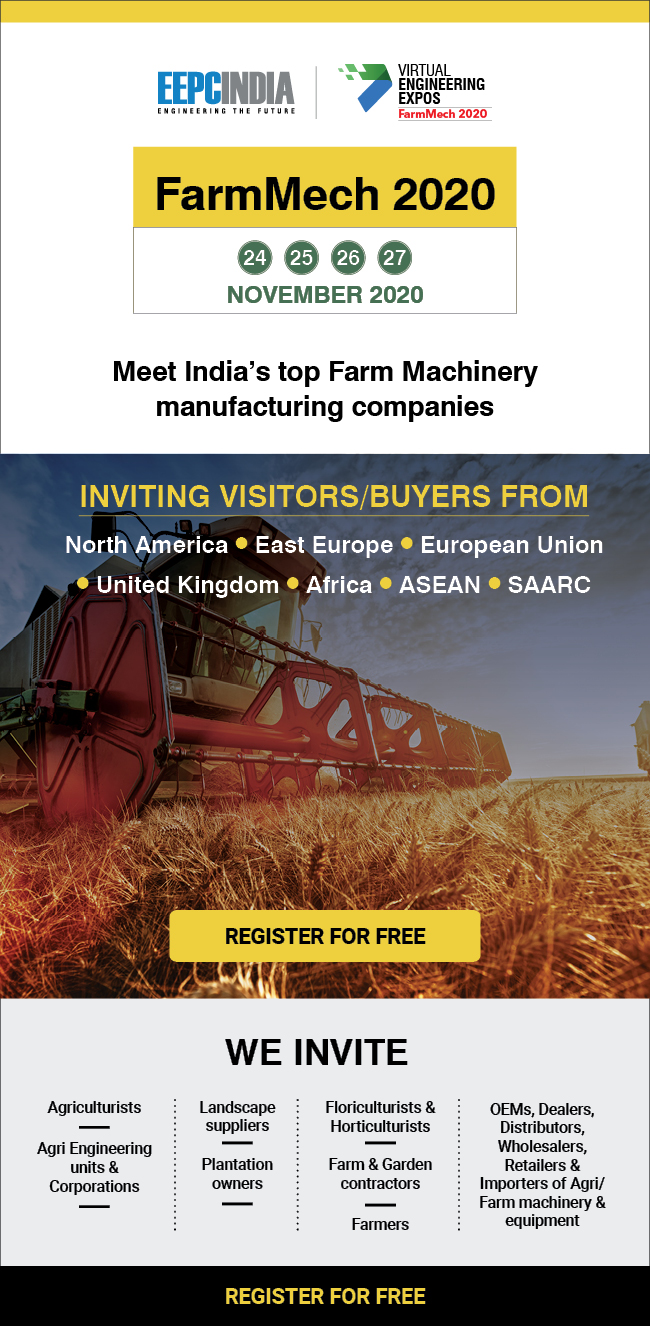 EEPCINDIA
ENGINEERING THE FUTURE
VIRTUAL
ENGINEERING
EXPOS
FarmMech 2020
FarmMech 2020
24 25 26 27
NOVEMBER 2020
Meet India’s top Farm Machinery
manufacturing companies
INVITING VISITORS/BUYERS FROM
North America • East Europe • European Union
• United Kingdom • Africa • ASEAN • SAARC
REGISTER FOR FREE
WE INVITE
Agriculturists
Agri Engineering
units &
Corporations
Landscape
suppliers
Plantation
owners
Floriculturists &
Horticulturists
Farm & Garden
contractors
Farmers
OEMs, Dealers,
Distributors,
Wholesalers,
Retailers &
Importers of Agri/
Farm machinery &
equipment
REGISTER FOR FREE